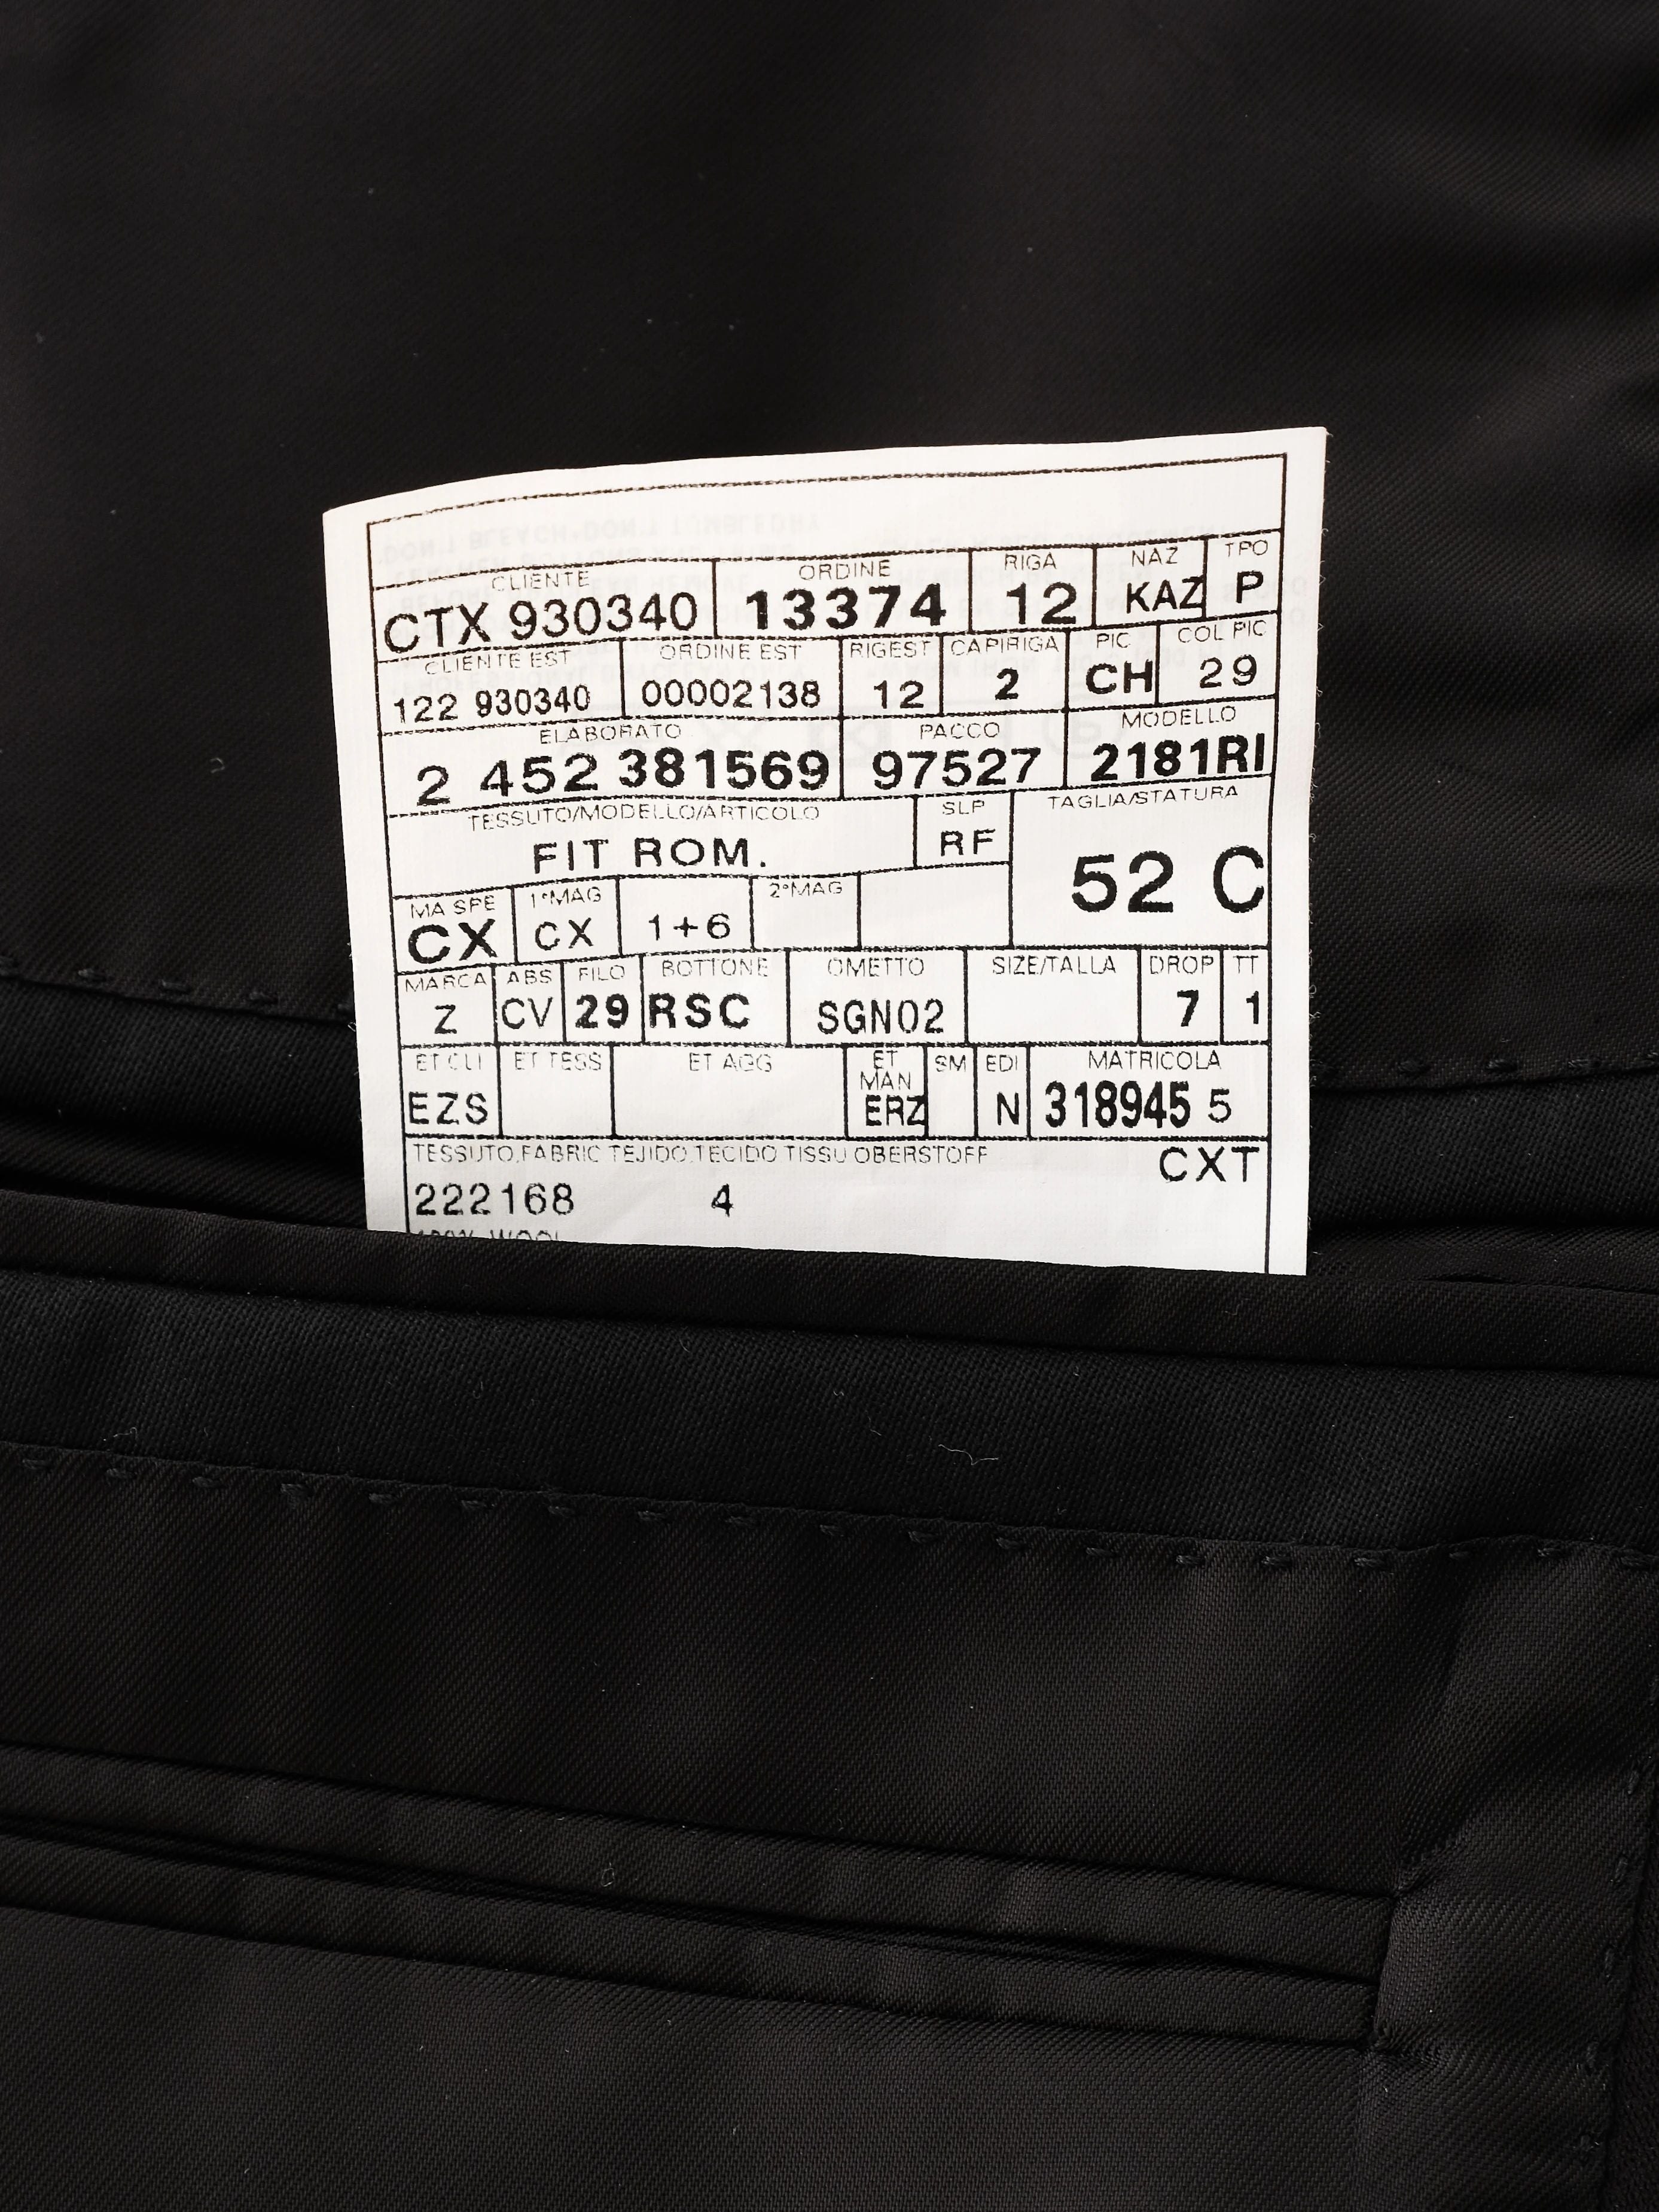 CLIENTE ORDINE RIGA NAZ TPO
CTX 930340 13374 12 KAZ P
CLIENTE EST ORDINE EST RIGEST CAPIRIGA PIC COL PIC
122 930340 00002138 12 2 CH 29
ELABORATO PACCO MODELLO
2 452 381569 97527 2181RI
TESSUTO/MODELLO/ARTICOLO SLP TAGLIA/STATURA
FIT ROM. RF 52 C
MA SPE 1°MAG 2°MAG
CX CX 1+6
MARCA ABS FILO BOTTONE OMETTO SIZE/TALLA DROP TT
Z CV 29 RSC SGN02 7 1
ET CLI ET TESS ET AGG ET MAN SM EDI MATRICOLA
EZS ERZ N 318945 5
TESSUTO,FABRIC TEJIDO,TECIDO TISSU OBERSTOFF CXT
222168 4
100% WOOL